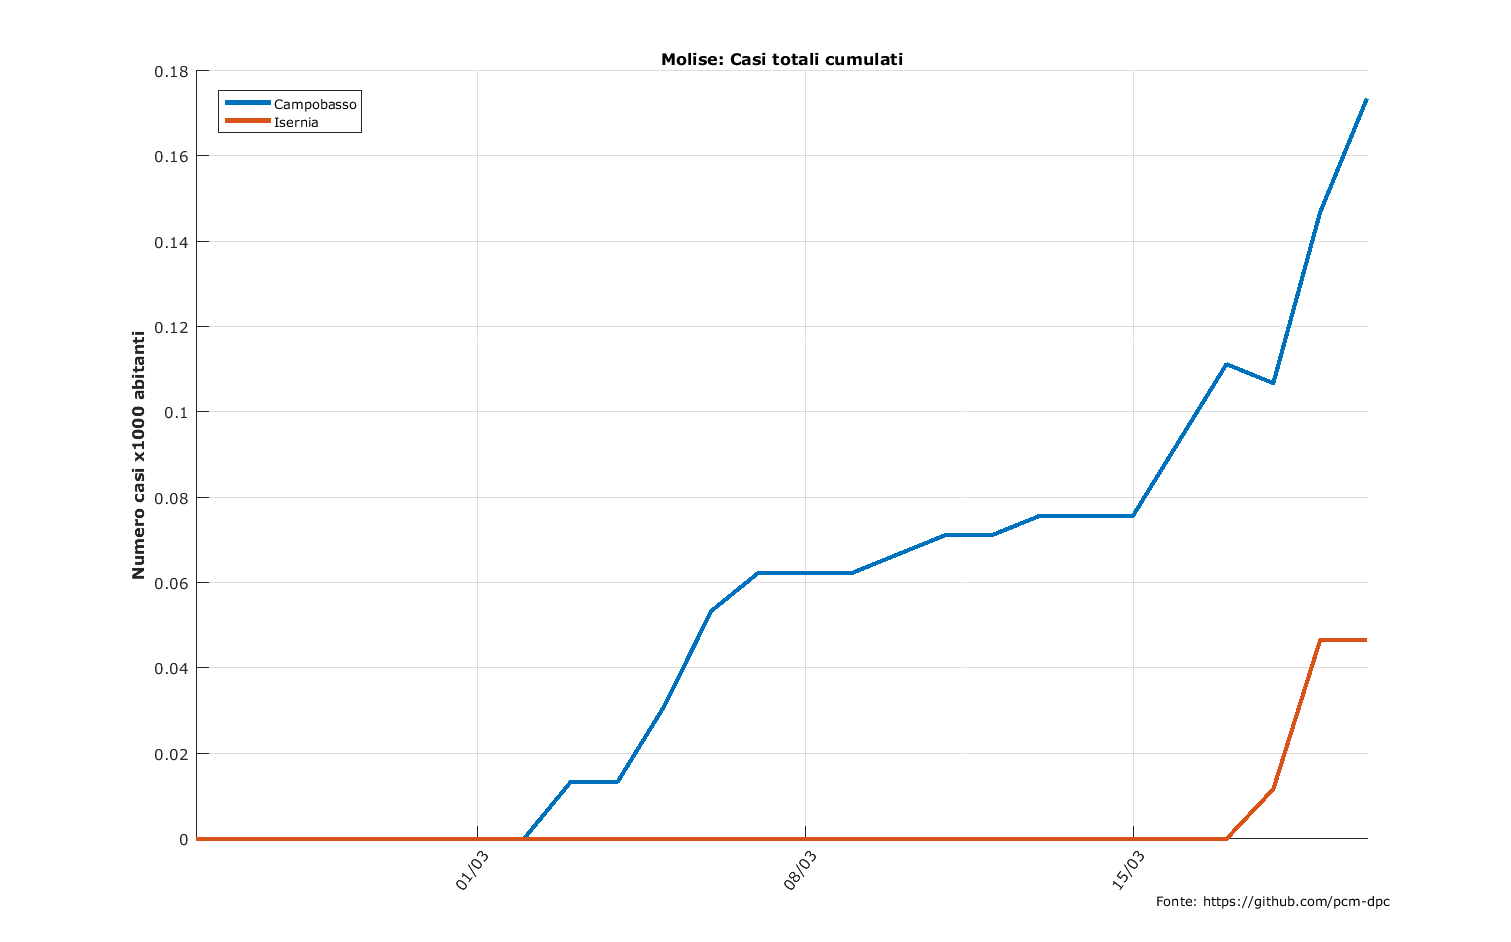 Molise: Casi totali cumulati
Campobasso
Isernia
Numero casi x1000 abitanti
0.18
0.16
0.14
0.12
0.1
0.08
0.06
0.04
0.02
0
01/03
08/03
15/03
Fonte: https://github.com/pcm-dpc